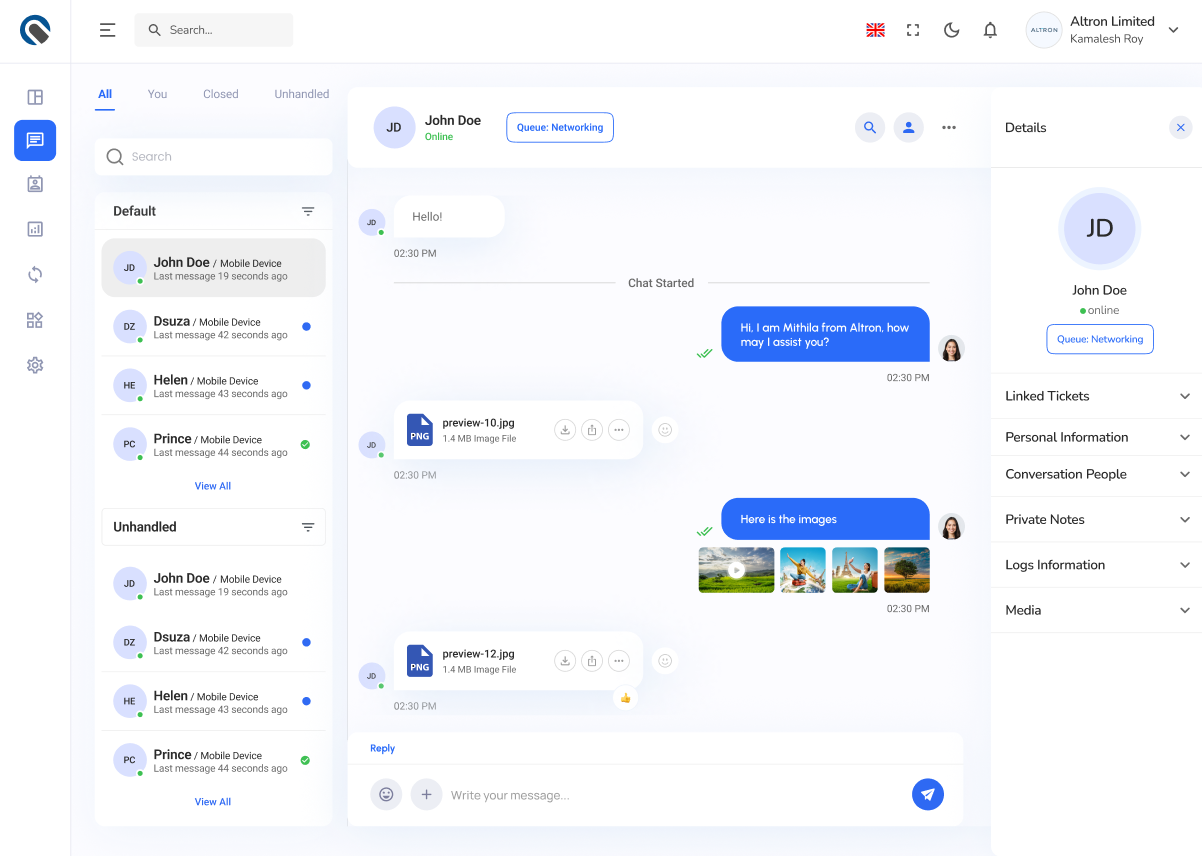 Search...
ALTRON
Altron Limited
Kamalesh Roy
All
You
Closed
Unhandled
Search
Default
JD
John Doe / Mobile Device
Last message 19 seconds ago
DZ
Dsuza / Mobile Device
Last message 42 seconds ago
HE
Helen / Mobile Device
Last message 43 seconds ago
PC
Prince / Mobile Device
Last message 44 seconds ago
View All
Unhandled
JD
John Doe / Mobile Device
Last message 19 seconds ago
DZ
Dsuza / Mobile Device
Last message 42 seconds ago
HE
Helen / Mobile Device
Last message 43 seconds ago
PC
Prince / Mobile Device
Last message 44 seconds ago
View All
JD
John Doe
Online
Queue: Networking
JD
Hello!
02:30 PM
Chat Started
Hi, I am Mithila from Altron, how
may I assist you?
02:30 PM
JD
PNG
preview-10.jpg
1.4 MB Image File
02:30 PM
Here is the images
02:30 PM
JD
PNG
preview-12.jpg
1.4 MB Image File
02:30 PM
Reply
Write your message...
Details
JD
John Doe
online
Queue: Networking
Linked Tickets
Personal Information
Conversation People
Private Notes
Logs Information
Media